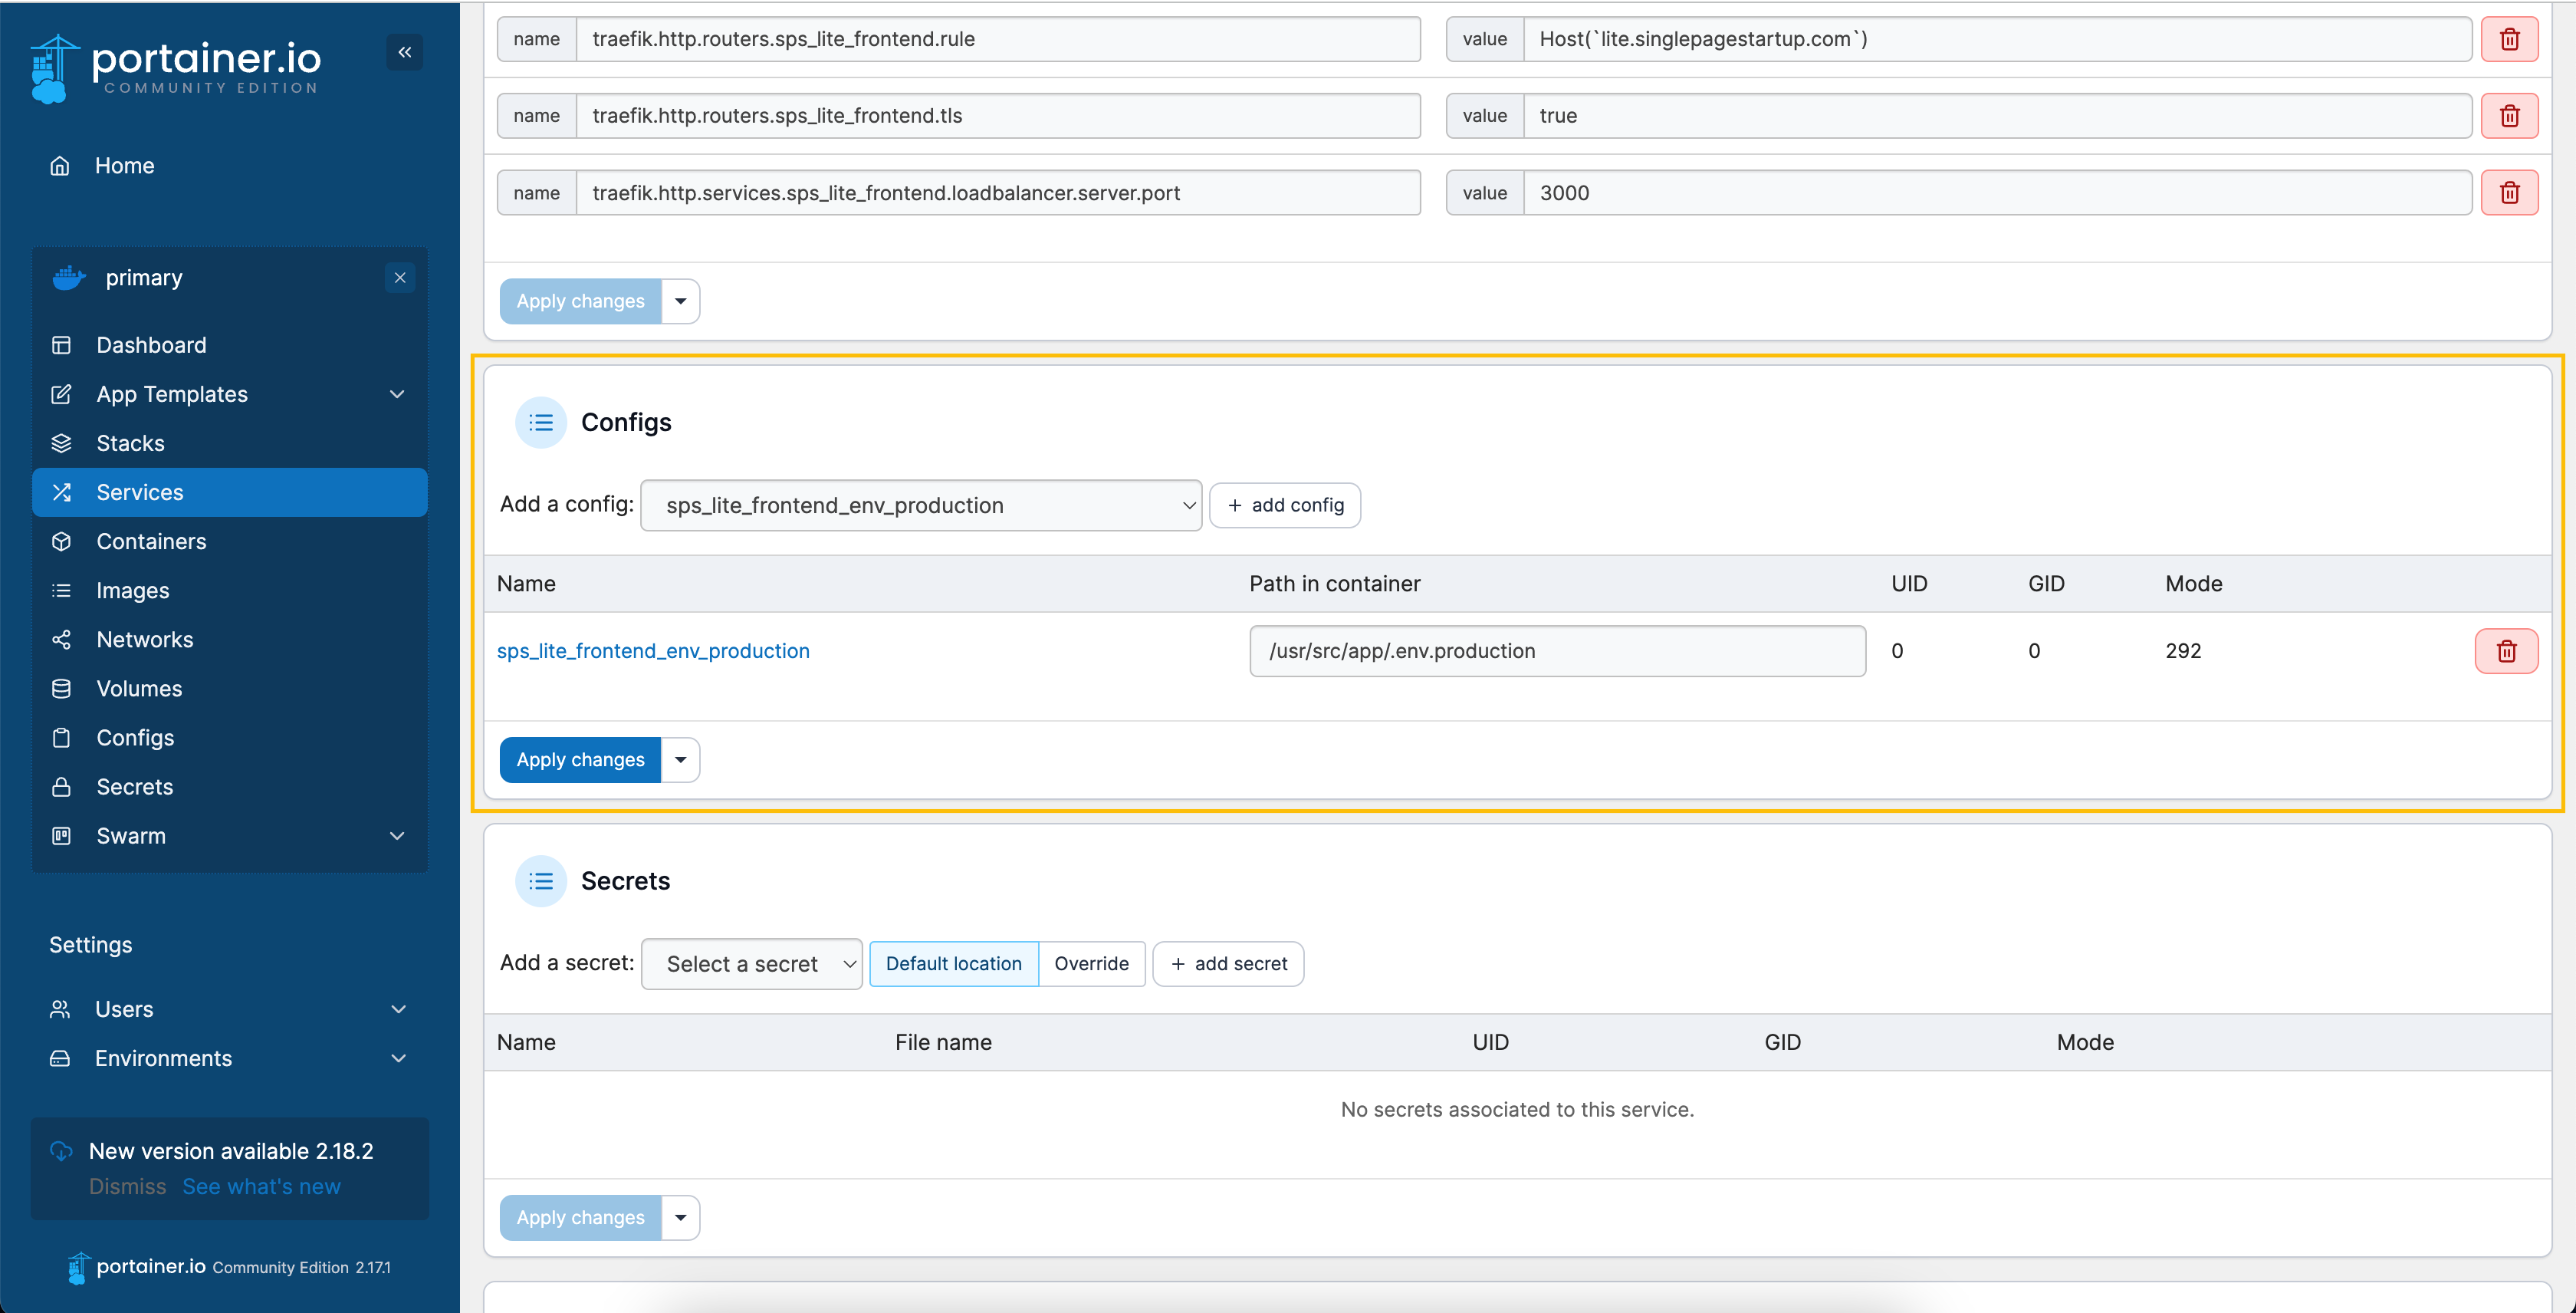 portainer.io
COMMUNITY EDITION
Home
primary
Dashboard
App Templates
Stacks
Services
Containers
Images
Networks
Volumes
Configs
Secrets
Swarm
Settings
Users
Environments
New version available 2.18.2
Dismiss See what's new
portainer.io Community Edition 2.17.1
name traefik.http.routers.sps_lite_frontend.rule value Host(`lite.singlepagestartup.com`)
name traefik.http.routers.sps_lite_frontend.tls value true
name traefik.http.services.sps_lite_frontend.loadbalancer.server.port value 3000
Apply changes
Configs
Add a config: sps_lite_frontend_env_production + add config
Name Path in container UID GID Mode
sps_lite_frontend_env_production /usr/src/app/.env.production 0 0 292
Apply changes
Secrets
Add a secret: Select a secret Default location Override + add secret
Name File name UID GID Mode
No secrets associated to this service.
Apply changes